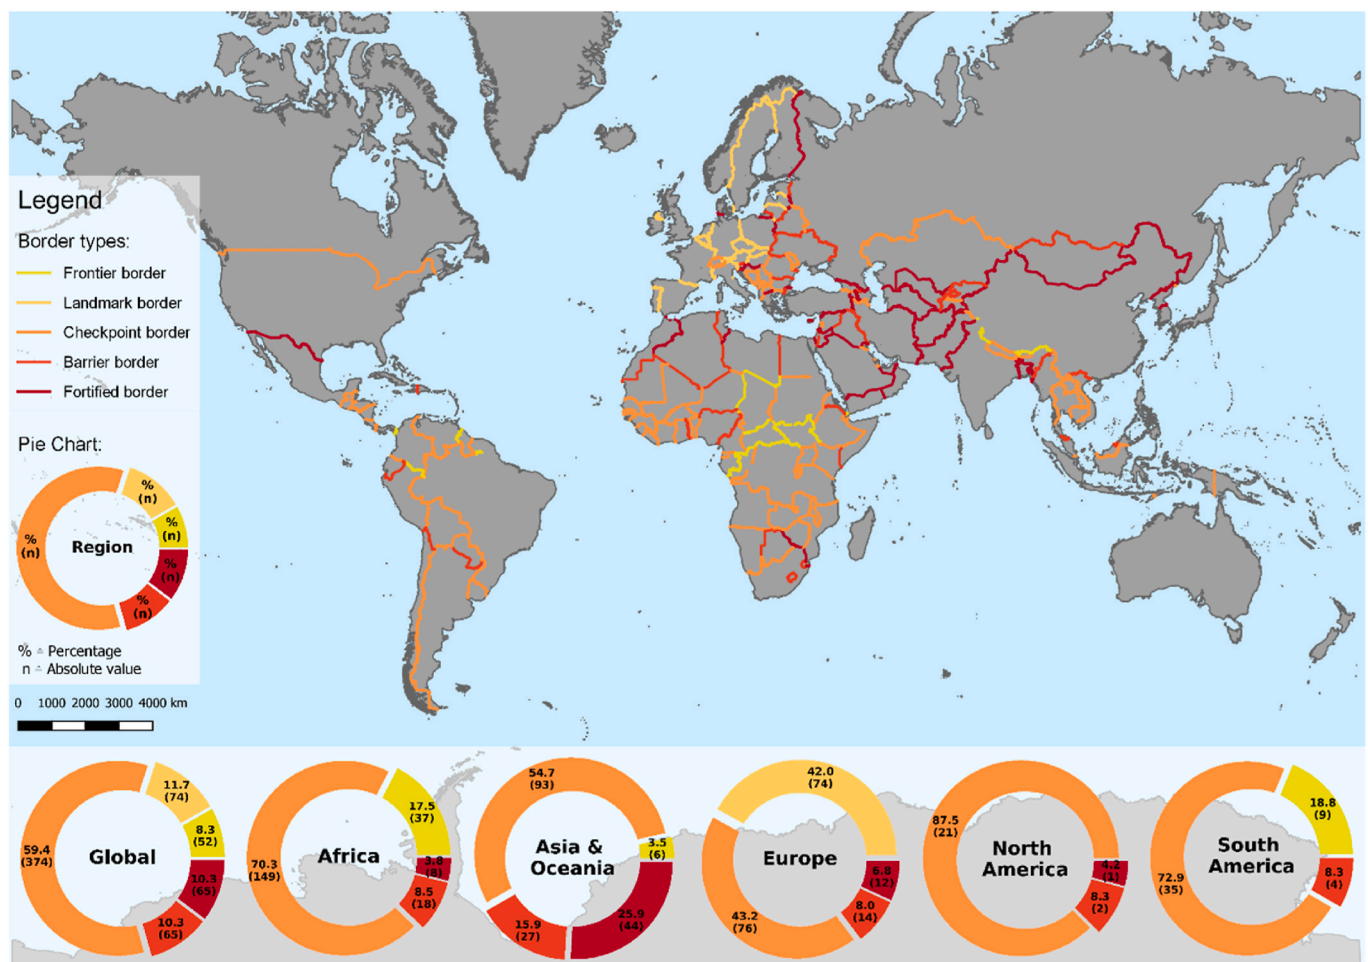 Legend
Border types:
Frontier border
Landmark border
Checkpoint border
Barrier border
Fortified border
Pie Chart:
%
(n)
%
(n)
%
(n)
Region
%
(n)
%
(n)
% ≙ Percentage
n ≙ Absolute value
0 1000 2000 3000 4000 km
11.7
(74)
8.3
(52)
59.4
(374)
Global
10.3
(65)
10.3
(65)
17.5
(37)
70.3
(149)
Africa
3.8
(8)
8.5
(18)
54.7
(93)
3.5
(6)
Asia &
Oceania
15.9
(27)
25.9
(44)
42.0
(74)
Europe
6.8
(12)
8.0
(14)
43.2
(76)
87.5
(21)
North
America
4.2
(1)
8.3
(2)
18.8
(9)
South
America
72.9
(35)
8.3
(4)